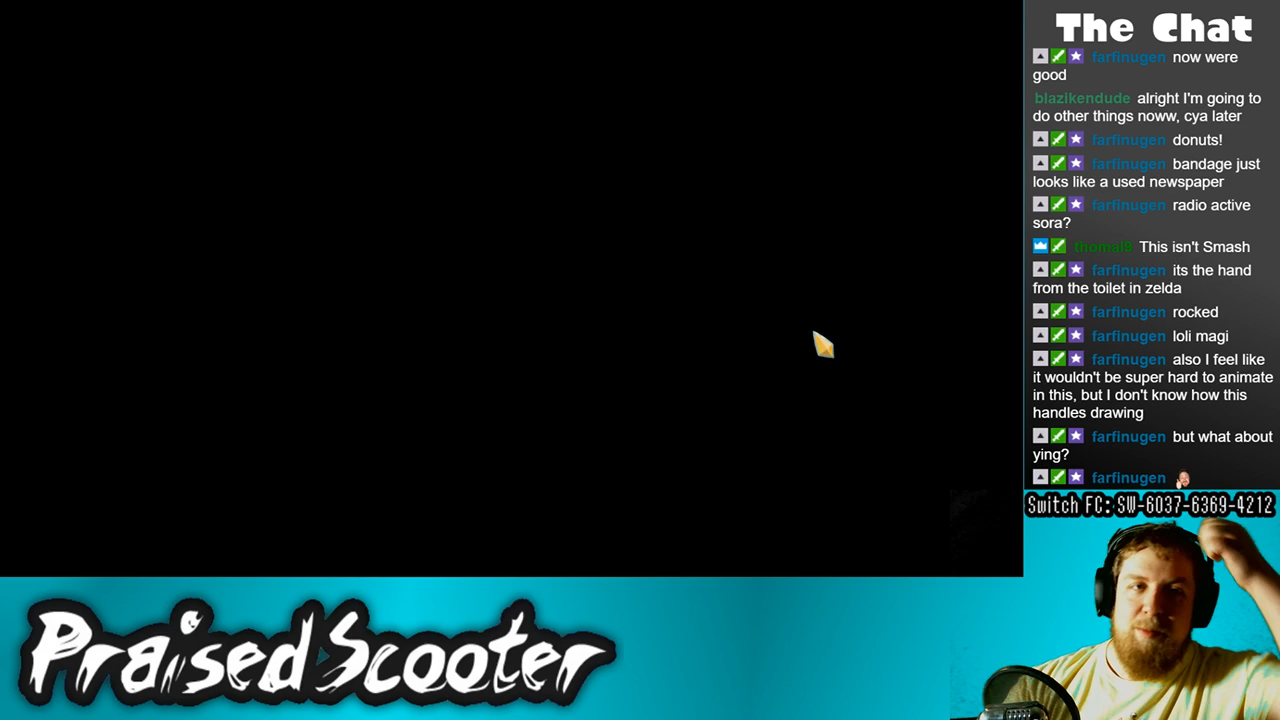 The Chat
farfinugen now were
good
blazikendude alright I'm going to
do other things noww, cya later
farfinugen donuts!
farfinugen bandage just
looks like a used newspaper
farfinugen radio active
sora?
thomal9 This isn't Smash
farfinugen its the hand
from the toilet in zelda
farfinugen rocked
farfinugen loli magi
farfinugen also I feel like
it wouldn't be super hard to animate
in this, but I don't know how this
handles drawing
farfinugen but what about
ying?
farfinugen
Switch FC: SW-6037-6369-4212
PraisedScooter